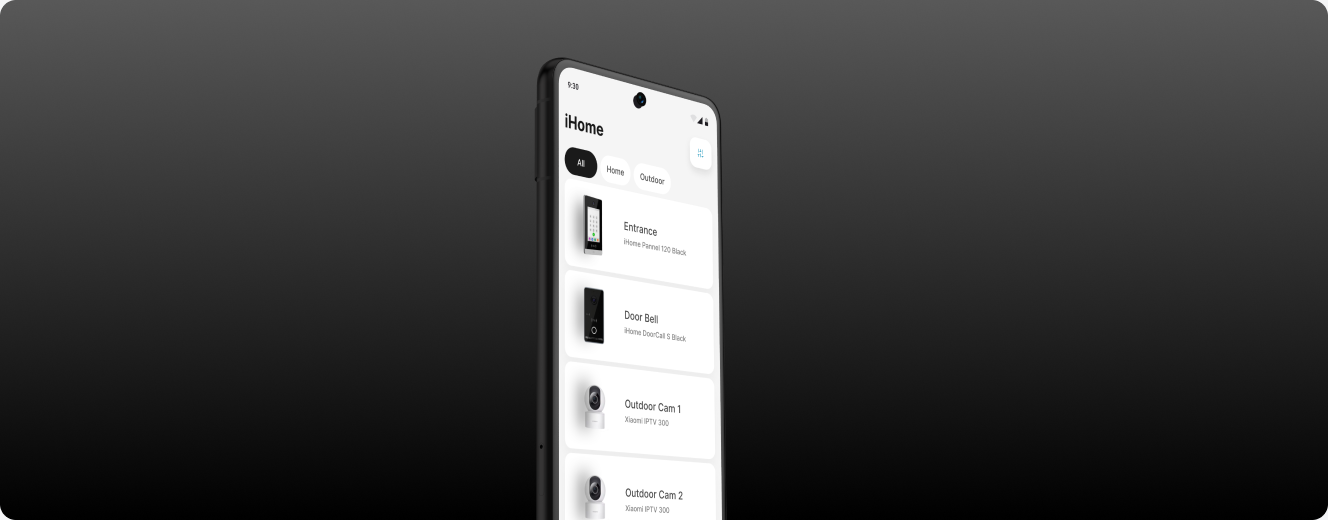 9:30
iHome
All
Home
Outdoor
Entrance
iHome Pannel 120 Black
Door Bell
iHome DoorCall S Black
Outdoor Cam 1
Xiaomi IPTV 300
Outdoor Cam 2
Xiaomi IPTV 300